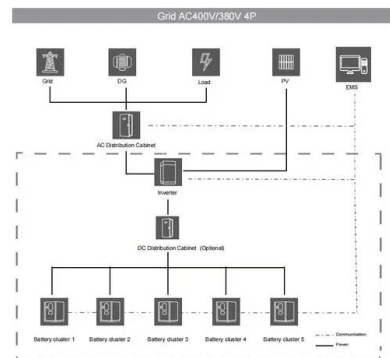 Grid AC400V/380V 4P
Grid
DG
Load
PV
EMS
AC Distribution Cabinet
Inverter
DC Distribution Cabinet (Optional)
Battery cluster 1
Battery cluster 2
Battery cluster 3
Battery cluster 4
Battery cluster 5
Communication
Power